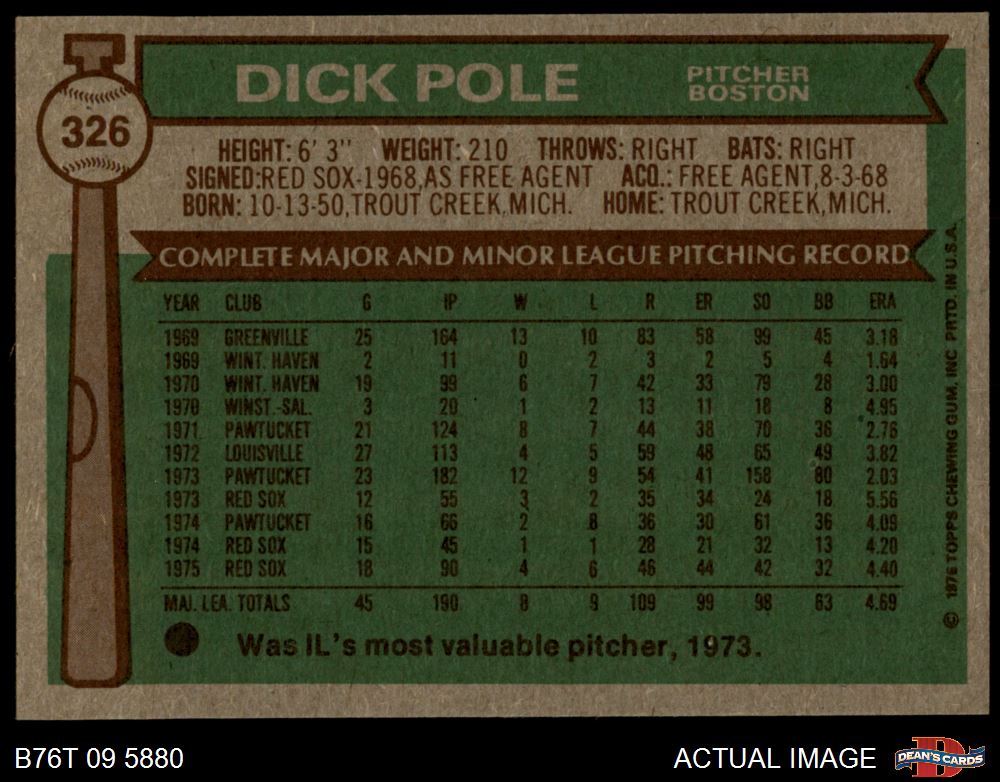 DICK POLE
PITCHER
BOSTON
326
HEIGHT: 6' 3" WEIGHT: 210 THROWS: RIGHT BATS: RIGHT
SIGNED: RED SOX-1968, AS FREE AGENT ACQ.: FREE AGENT, 8-3-68
BORN: 10-13-50, TROUT CREEK, MICH. HOME: TROUT CREEK, MICH.
COMPLETE MAJOR AND MINOR LEAGUE PITCHING RECORD
YEAR CLUB G IP W L R ER SO BB ERA
1969 GREENVILLE 25 164 13 10 83 58 99 45 3.18
1969 WINT. HAVEN 2 11 0 2 3 2 5 4 1.64
1970 WINT. HAVEN 19 99 6 7 42 33 79 28 3.00
1970 WINST.-SAL. 3 20 1 2 13 11 18 8 4.95
1971 PAWTUCKET 21 124 8 7 44 38 70 36 2.76
1972 LOUISVILLE 27 113 4 5 59 48 65 49 3.82
1973 PAWTUCKET 23 182 12 9 54 41 158 80 2.03
1973 RED SOX 12 55 3 2 35 34 24 18 5.56
1974 PAWTUCKET 16 66 2 8 36 30 61 36 4.09
1974 RED SOX 15 45 1 1 28 21 32 13 4.20
1975 RED SOX 18 90 4 6 46 44 42 32 4.40
MAJ. LEA. TOTALS 45 190 8 9 109 99 98 63 4.69
Was IL's most valuable pitcher, 1973.
© 1976 TOPPS CHEWING GUM, INC PRTD. IN U.S.A.
B76T 09 5880
ACTUAL IMAGE
D
DEAN'S CARDS